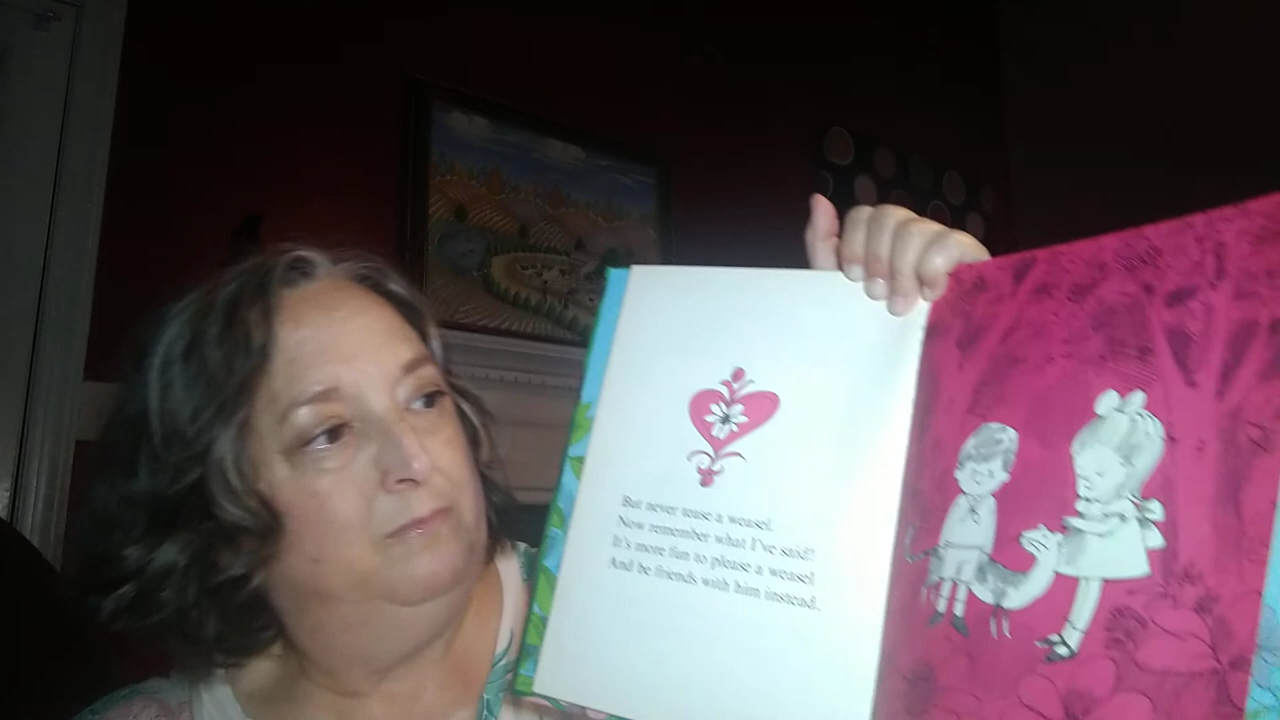 But never tease a weasel.
Now remember what I've said?
It's more fun to please a weasel
And be friends with him instead.